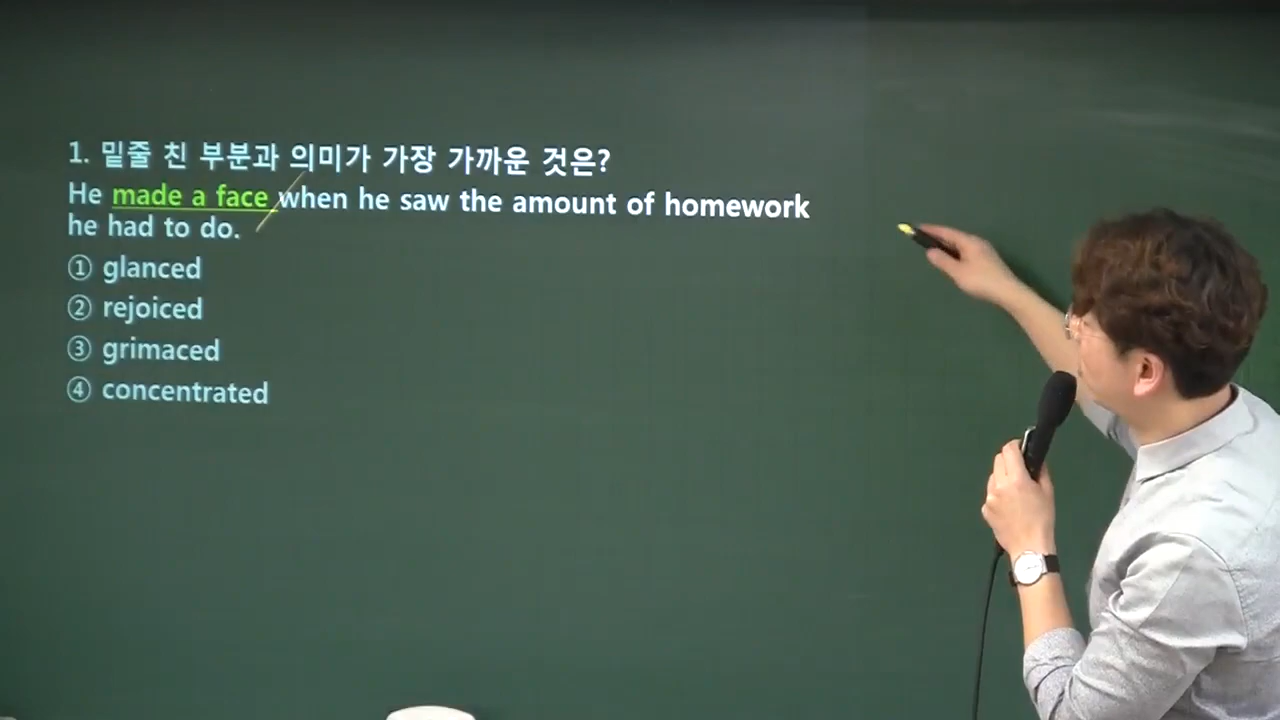 1. 밑줄 친 부분과 의미가 가장 가까운 것은?
He made a face when he saw the amount of homework
he had to do.
① glanced
② rejoiced
③ grimaced
④ concentrated